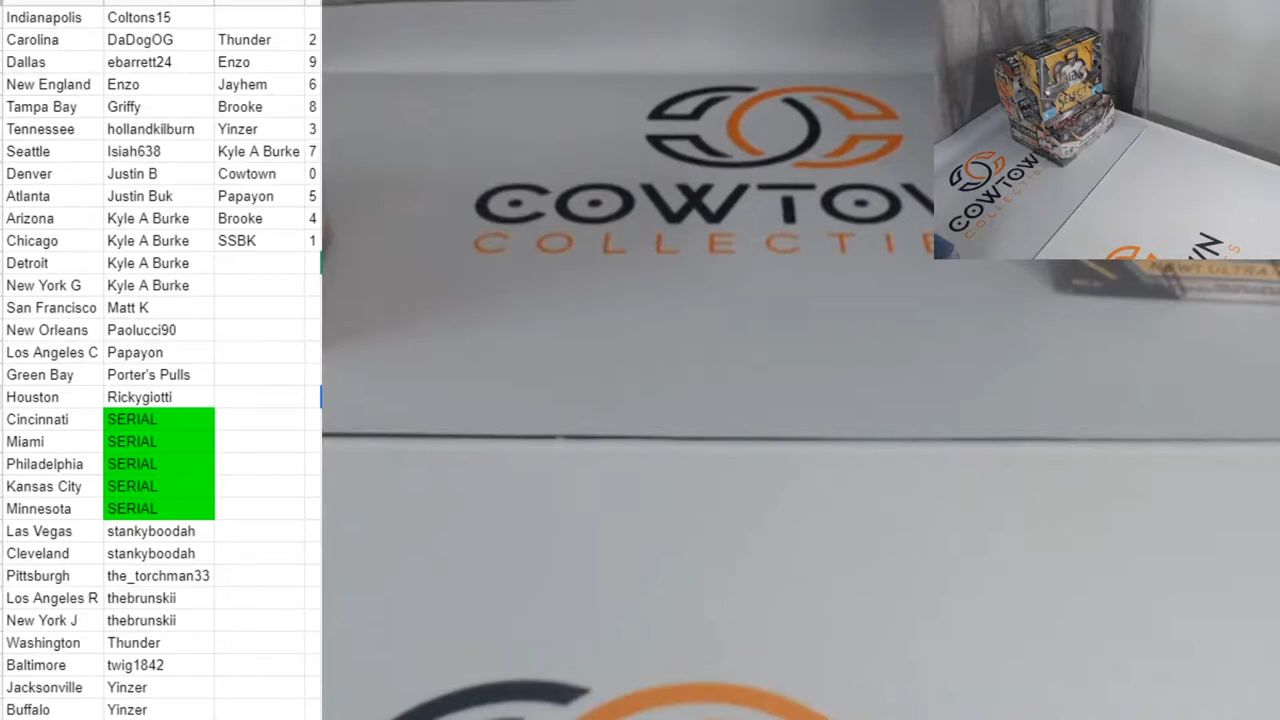 Indianapolis Coltons15
Carolina DaDogOG Thunder 2
Dallas ebarrett24 Enzo 9
New England Enzo Jayhem 6
Tampa Bay Griffy Brooke 8
Tennessee hollandkilburn Yinzer 3
Seattle Isiah638 Kyle A Burke 7
Denver Justin B Cowtown 0
Atlanta Justin Buk Papayon 5
Arizona Kyle A Burke Brooke 4
Chicago Kyle A Burke SSBK 1
Detroit Kyle A Burke
New York G Kyle A Burke
San Francisco Matt K
New Orleans Paolucci90
Los Angeles C Papayon
Green Bay Porter's Pulls
Houston Rickygiotti
Cincinnati SERIAL
Miami SERIAL
Philadelphia SERIAL
Kansas City SERIAL
Minnesota SERIAL
Las Vegas stankyboodah
Cleveland stankyboodah
Pittsburgh the_torchman33
Los Angeles R thebrunskii
New York J thebrunskii
Washington Thunder
Baltimore twig1842
Jacksonville Yinzer
Buffalo Yinzer
COWTOW
COLLECTI
SELECT
COWTOW
COLLECTI
WN
ULTRA